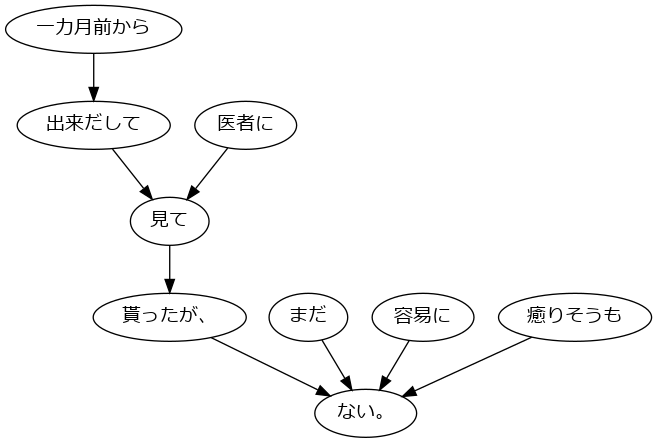 一カ月前から
出来だして
医者に
見て
貰ったが、
まだ
容易に
癒りそうも
ない。